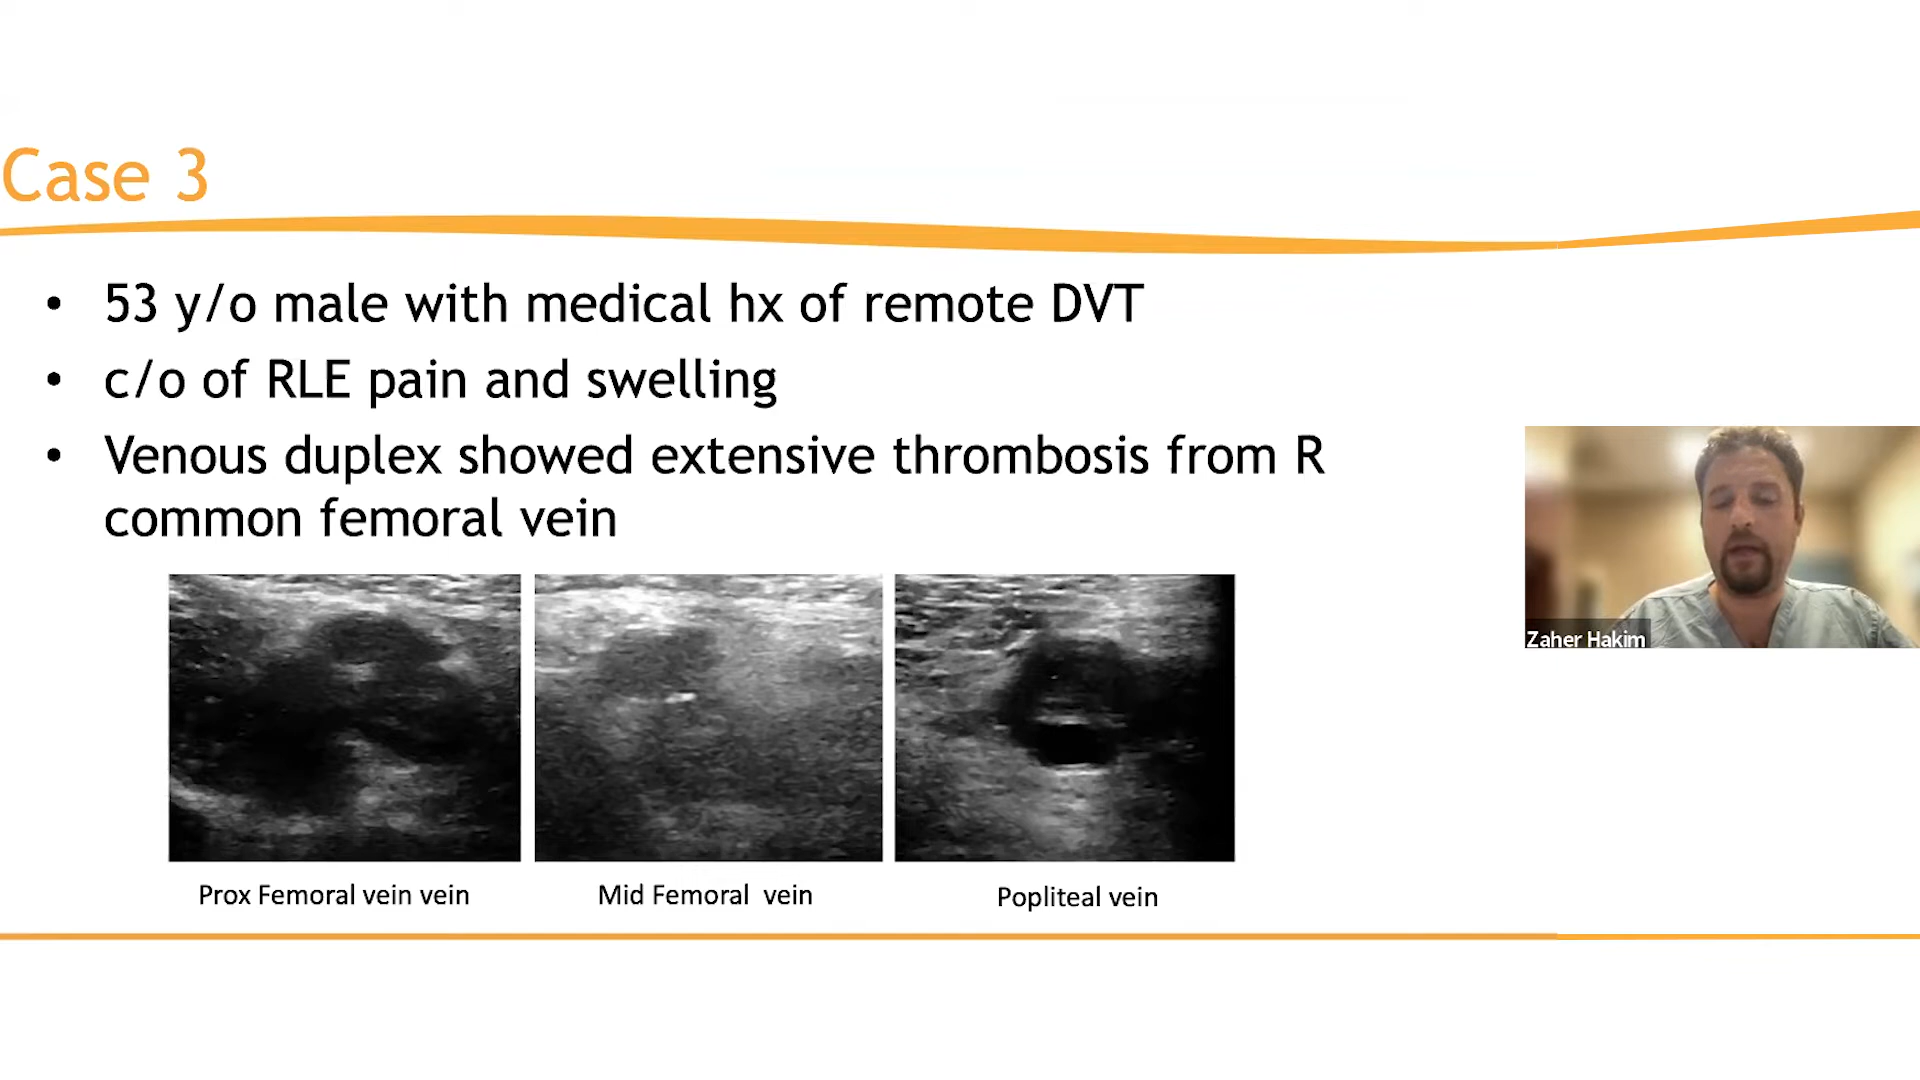 Case 3
• 53 y/o male with medical hx of remote DVT
• c/o of RLE pain and swelling
• Venous duplex showed extensive thrombosis from R
common femoral vein
Zaher Hakim
Prox Femoral vein vein
Mid Femoral vein
Popliteal vein